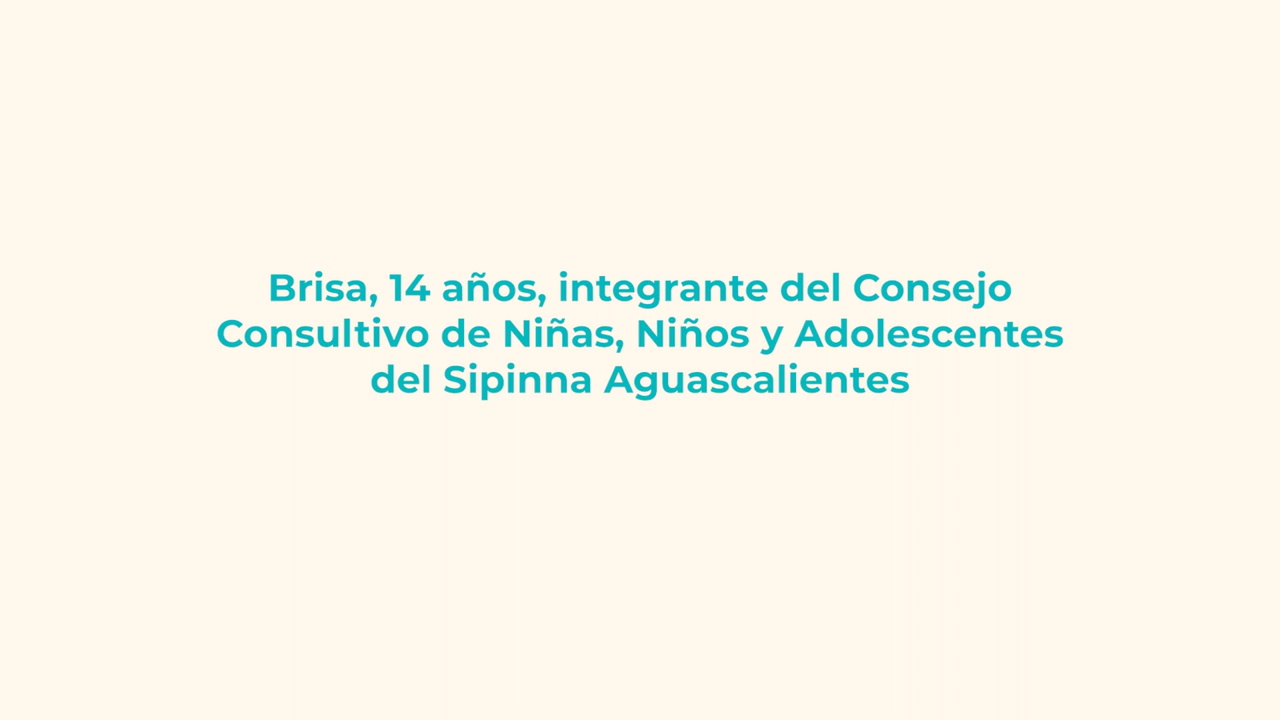 Brisa, 14 años, integrante del Consejo
Consultivo de Niñas, Niños y Adolescentes
del Sipinna Aguascalientes